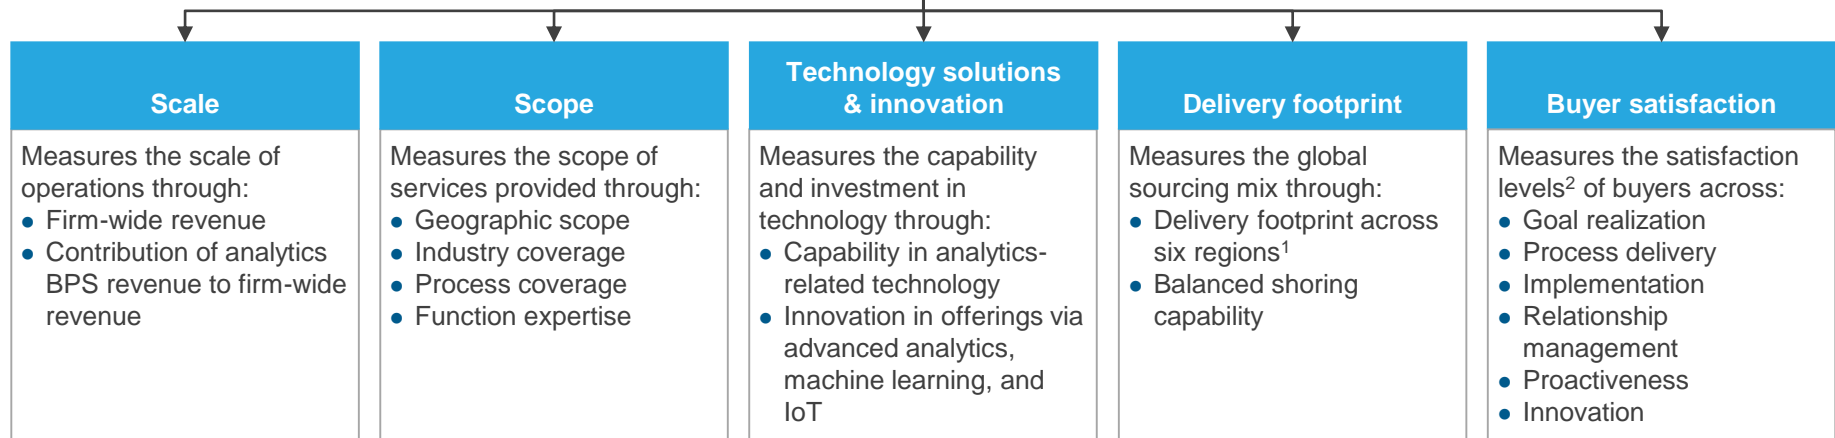 Scale
Measures the scale of
operations through:
● Firm-wide revenue
● Contribution of analytics
BPS revenue to firm-wide
revenue
Scope
Measures the scope of
services provided through:
● Geographic scope
● Industry coverage
● Process coverage
● Function expertise
Technology solutions
& innovation
Measures the capability
and investment in
technology through:
● Capability in analytics-
related technology
● Innovation in offerings via
advanced analytics,
machine learning, and
IoT
Delivery footprint
Measures the global
sourcing mix through:
● Delivery footprint across
six regions¹
● Balanced shoring
capability
Buyer satisfaction
Measures the satisfaction
levels² of buyers across:
● Goal realization
● Process delivery
● Implementation
● Relationship
management
● Proactiveness
● Innovation